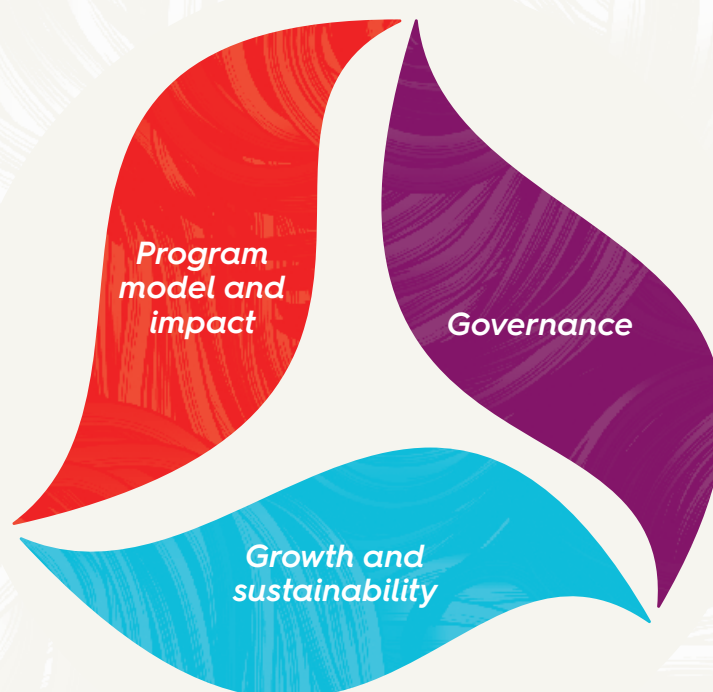 Program
model and
impact
Governance
Growth and
sustainability